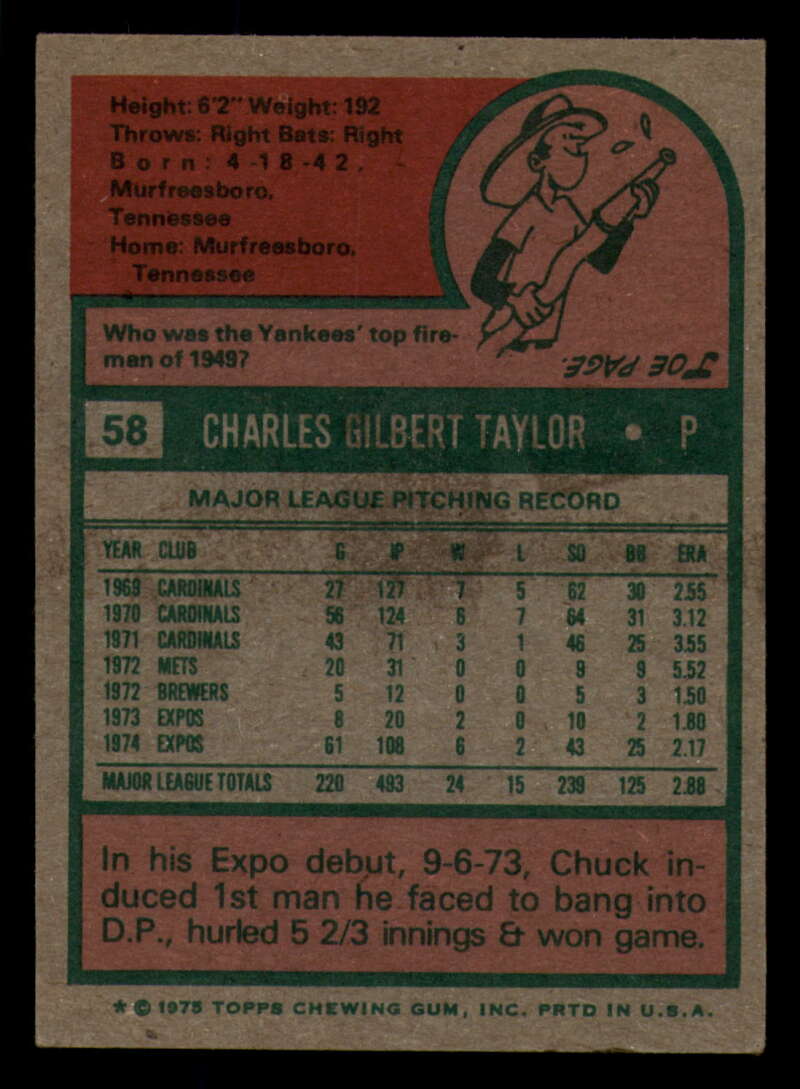 Height: 6'2" Weight: 192
Throws: Right Bats: Right
Born: 4-18-42,
Murfreesboro,
Tennessee
Home: Murfreesboro,
Tennessee
Who was the Yankees' top fire-
man of 1949?
JOE PAGE.
58 CHARLES GILBERT TAYLOR • P
MAJOR LEAGUE PITCHING RECORD
YEAR CLUB G IP W L SO BB ERA
1969 CARDINALS 27 127 7 5 62 30 2.55
1970 CARDINALS 56 124 6 7 64 31 3.12
1971 CARDINALS 43 71 3 1 46 25 3.55
1972 METS 20 31 0 0 9 9 5.52
1972 BREWERS 5 12 0 0 5 3 1.50
1973 EXPOS 8 20 2 0 10 2 1.80
1974 EXPOS 61 108 6 2 43 25 2.17
MAJOR LEAGUE TOTALS 220 493 24 15 239 125 2.88
In his Expo debut, 9-6-73, Chuck in-
duced 1st man he faced to bang into
D.P., hurled 5 2/3 innings & won game.
* © 1975 TOPPS CHEWING GUM, INC. PRTD IN U.S.A.